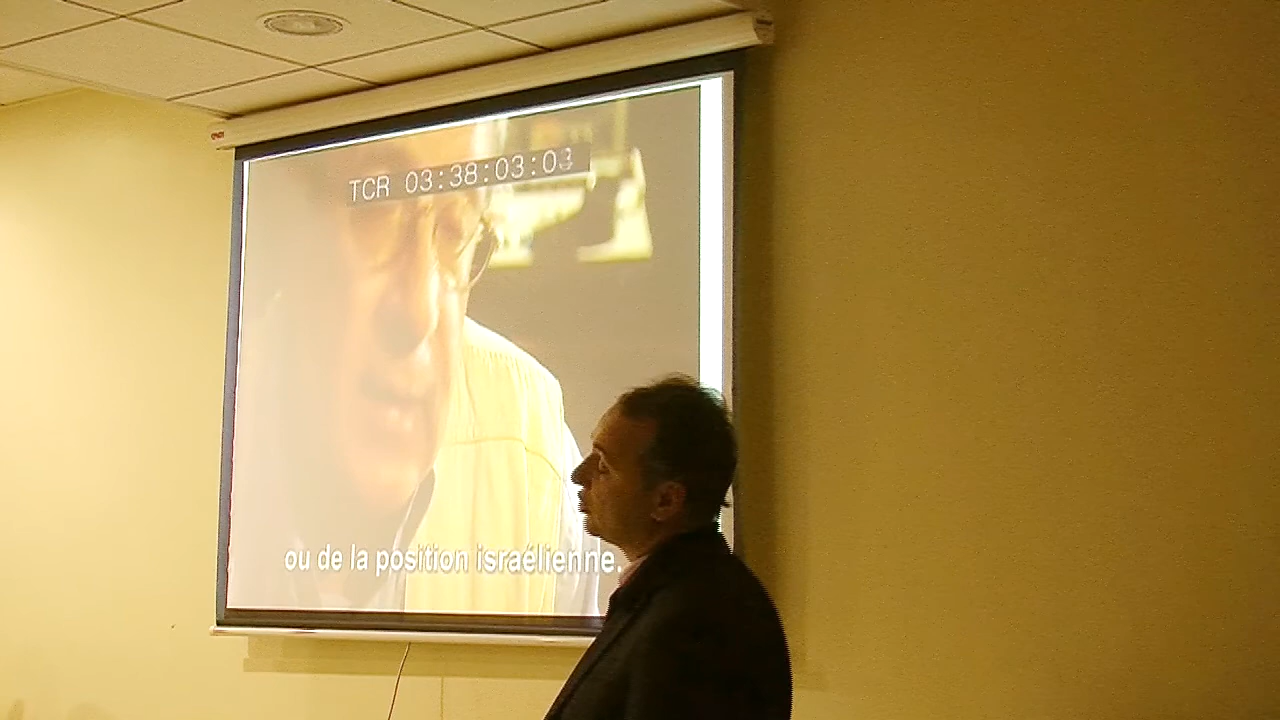 TCR 03:38:03:03
ou de la position israélienne.